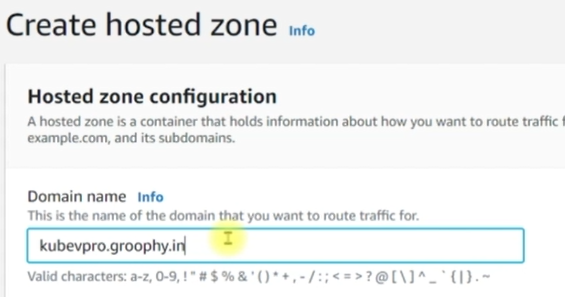 Create hosted zone Info
Hosted zone configuration
A hosted zone is a container that holds information about how you want to route traffic
example.com, and its subdomains.
Domain name Info
This is the name of the domain that you want to route traffic for.
kubevpro.groophy.in
Valid characters: a-z, 0-9, ! " # $ % & ' ( ) * + , - / : ; < = > ? @ [ \ ] ^ _ ` { | } . ~